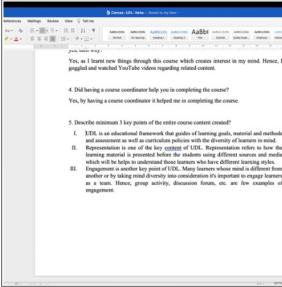 References Mailings Review View Tell me
Yes, as I learnt new things through this course which creates interest in my mind. Hence, I
goggled and watched YouTube videos regarding related content.
4. Did having a course coordinator help you in completing the course?
Yes, by having a course coordinator it helped me in completing the course.
5. Describe minimum 3 key points of the entire course content created?
I. UDL is an educational framework that guides of learning goals, material and methods
and assessment as well as curriculum policies with the diversity of learners in mind.
II. Representation is one of the key content of UDL. Representation refers to how the
learning material is presented before the students using different sources and media
which will be helps to understand those learners who have different learning styles.
III. Engagement is another key point of UDL. Many learners whose mind is different from
another or by taking mind diversity into consideration it's important to engage learners
as a team. Hence, group activity, discussion forum, etc. are few examples of
engagement.